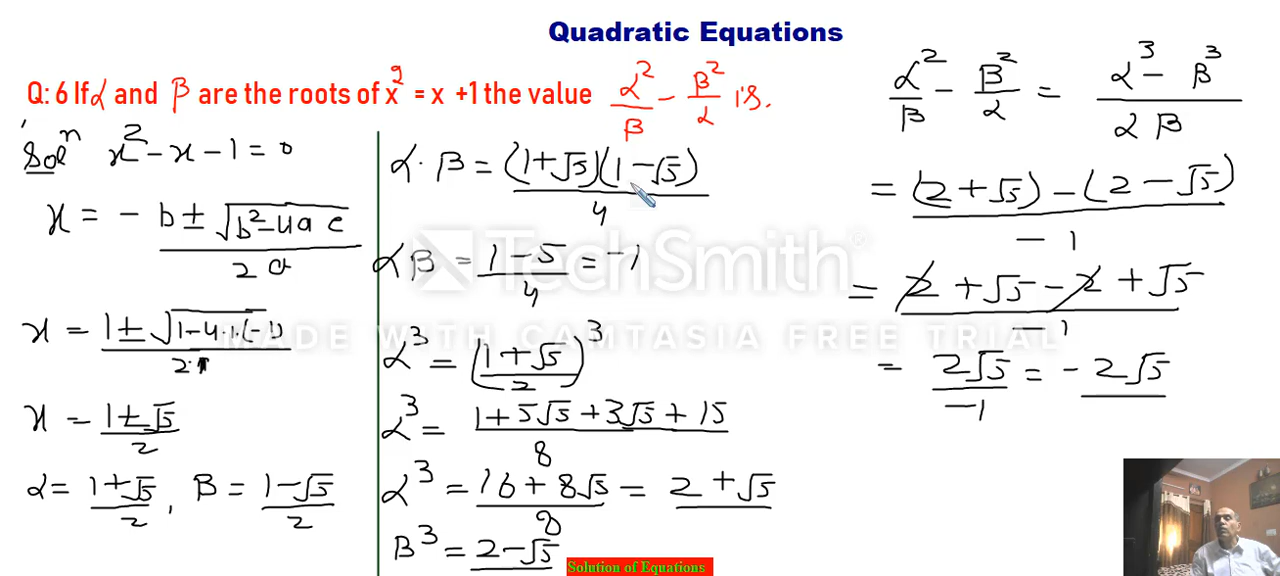 Quadratic Equations
Q: 6 If α and β are the roots of x² = x +1 the value α²/β - β²/α is.
Solⁿ x² - x - 1 = 0
x = - b ± √(b² - 4ac) / 2a
x = 1 ± √(1 - 4·1(-1)) / 2·1
x = 1 ± √5 / 2
α = 1 + √5 / 2 , β = 1 - √5 / 2
α · β = (1 + √5)(1 - √5) / 4
αβ = 1 - 5 / 4 = -1
α³ = (1 + √5 / 2)³
α³ = 1 + 5√5 + 3√5 + 15 / 8
α³ = 16 + 8√5 / 8 = 2 + √5
β³ = 2 - √5
α²/β - β²/α = α³ - β³ / αβ
= (2 + √5) - (2 - √5) / -1
= 2 + √5 - 2 + √5 / -1
= 2√5 / -1 = - 2√5
TechSmith®
MADE WITH CAMTASIA FREE TRIAL
Solution of Equations